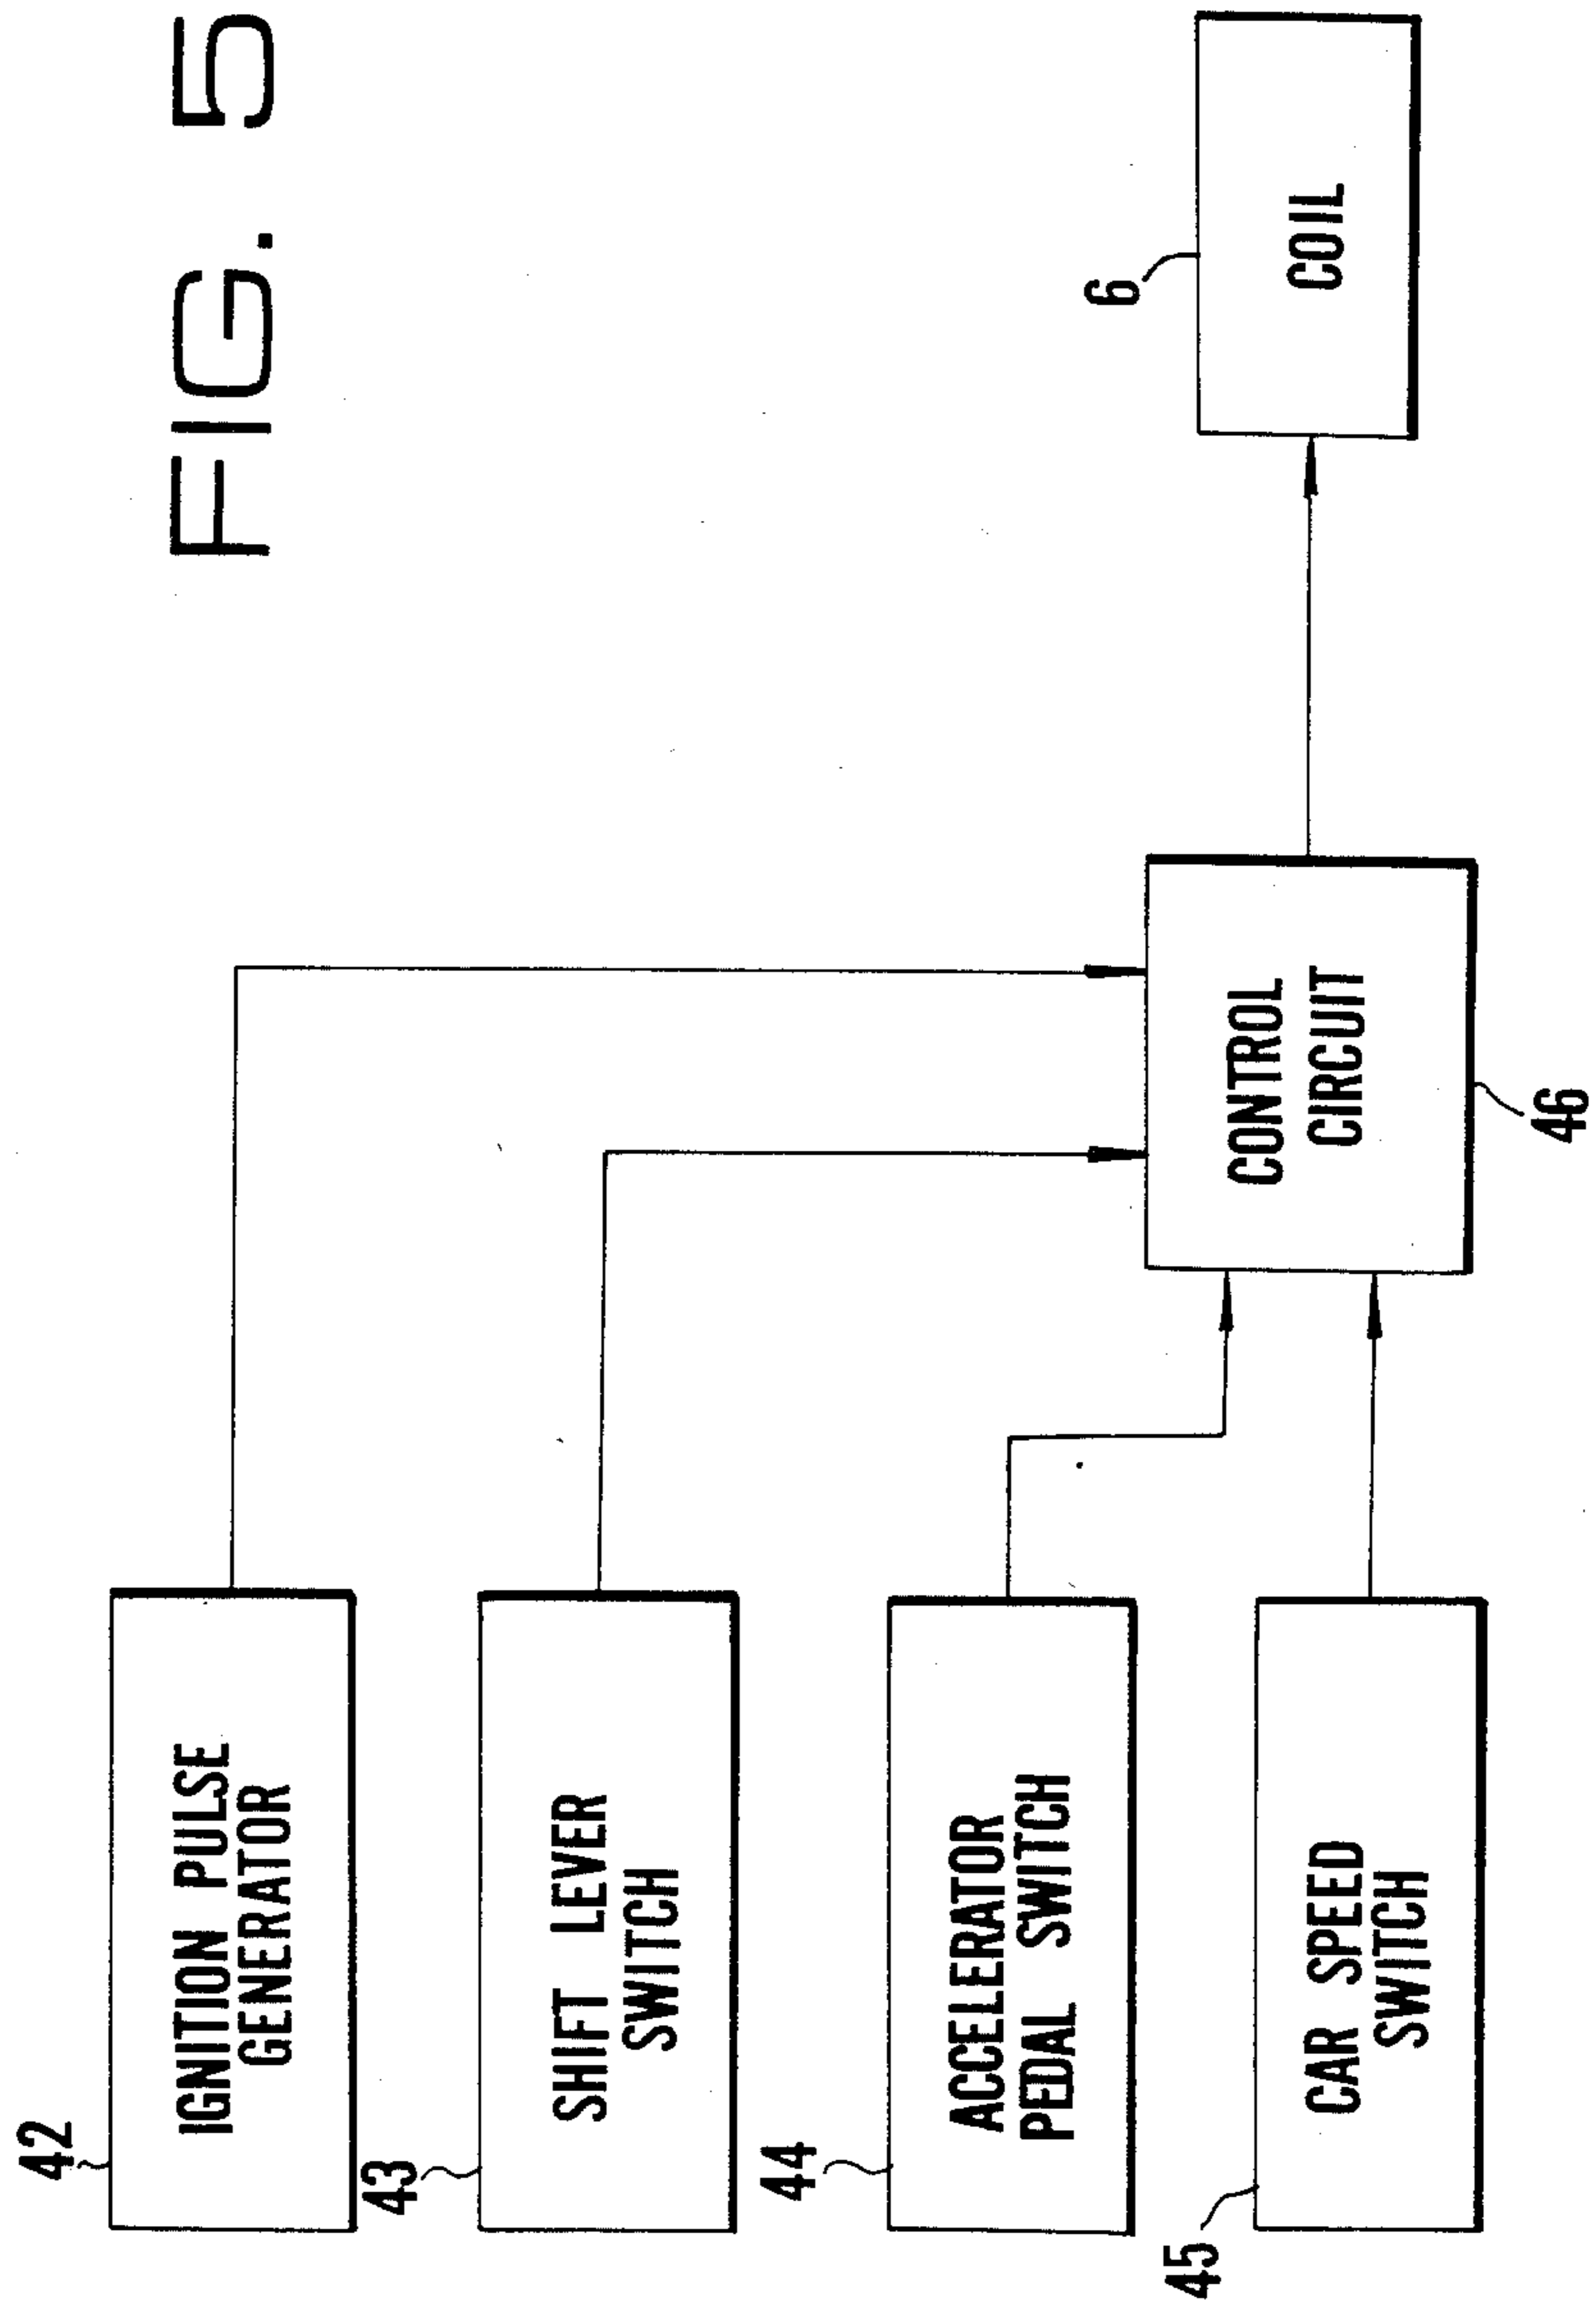 FIG. 5
42
IGNITION PULSE
GENERATOR
43
SHIFT LEVER
SWITCH
44
ACCELERATOR
PEDAL SWITCH
45
CAR SPEED
SWITCH
CONTROL
CIRCUIT
46
6
COIL